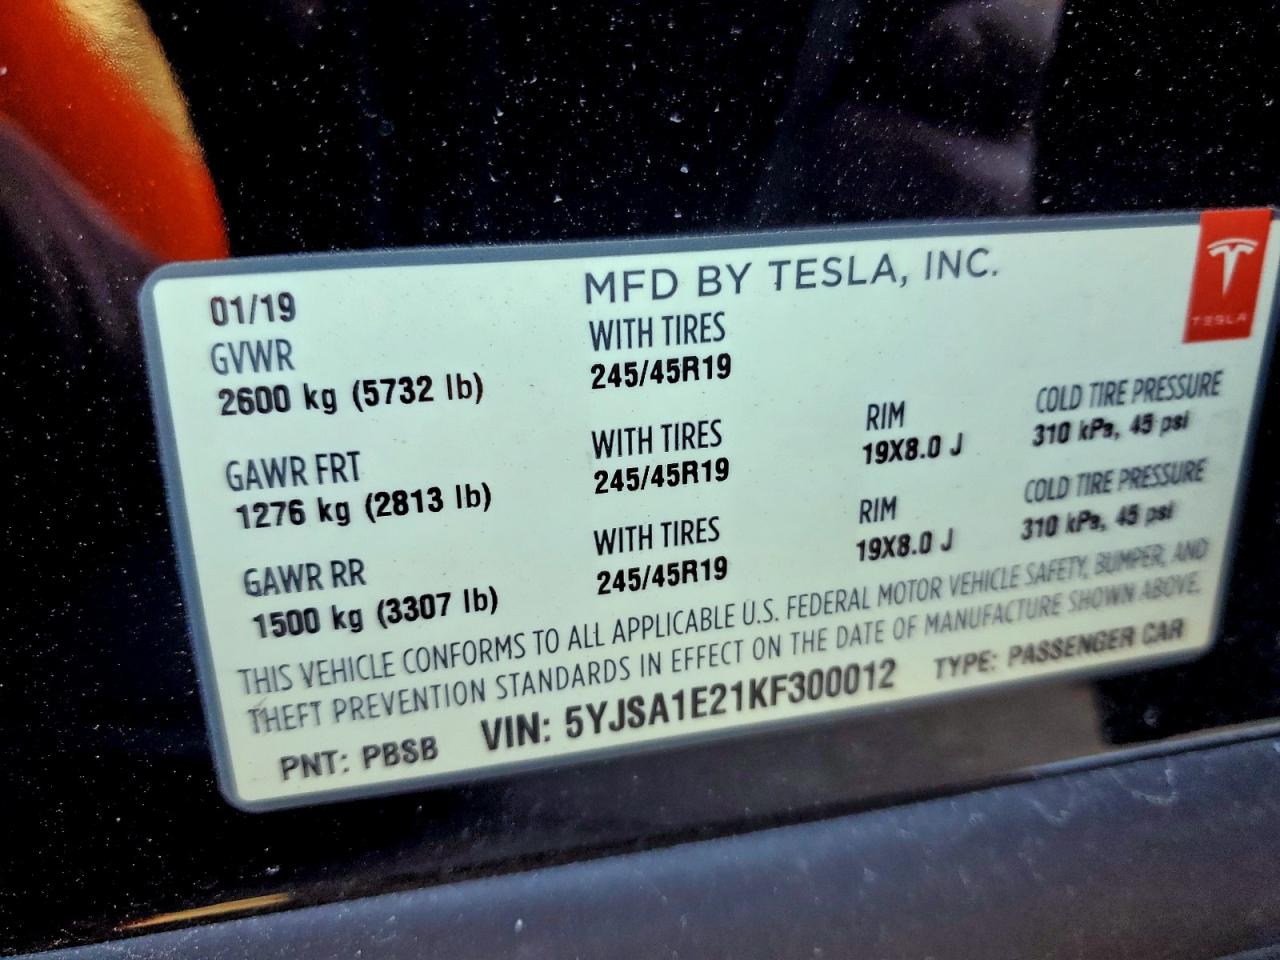 01/19 MFD BY TESLA, INC.
TESLA
GVWR WITH TIRES
2600 kg (5732 lb) 245/45R19
GAWR FRT WITH TIRES RIM COLD TIRE PRESSURE
1276 kg (2813 lb) 245/45R19 19X8.0 J 310 kPa, 45 psi
GAWR RR WITH TIRES RIM COLD TIRE PRESSURE
1500 kg (3307 lb) 245/45R19 19X8.0 J 310 kPa, 45 psi
THIS VEHICLE CONFORMS TO ALL APPLICABLE U.S. FEDERAL MOTOR VEHICLE SAFETY, BUMPER, AND
THEFT PREVENTION STANDARDS IN EFFECT ON THE DATE OF MANUFACTURE SHOWN ABOVE.
PNT: PBSB VIN: 5YJSA1E21KF300012 TYPE: PASSENGER CAR